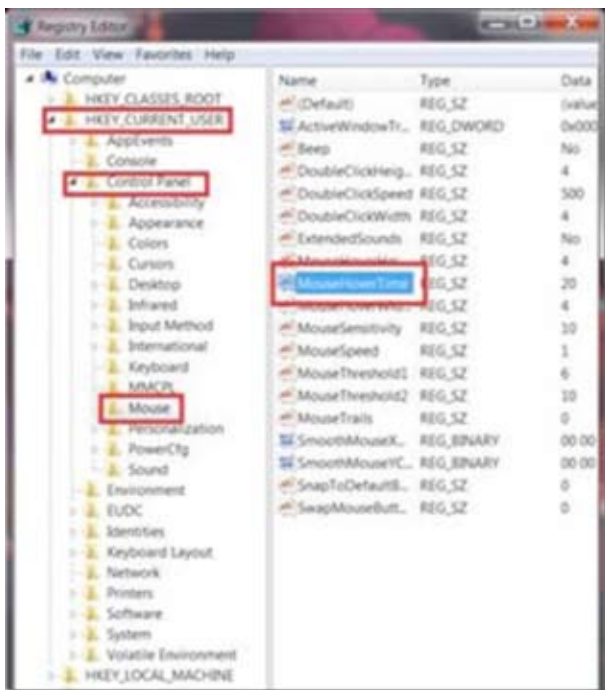 Registry Editor
File Edit View Favorites Help
Computer
HKEY_CLASSES_ROOT
HKEY_CURRENT_USER
AppEvents
Console
Control Panel
Accessibility
Appearance
Colors
Cursors
Desktop
Infrared
Input Method
International
Keyboard
MMCPL
Mouse
Personalization
PowerCfg
Sound
Environment
EUDC
Identities
Keyboard Layout
Network
Printers
Software
System
Volatile Environment
HKEY_LOCAL_MACHINE
Name Type Data
(Default) REG_SZ (value
ActiveWindowTr... REG_DWORD 0x000
Beep REG_SZ No
DoubleClickHeig... REG_SZ 4
DoubleClickSpeed REG_SZ 500
DoubleClickWidth REG_SZ 4
ExtendedSounds REG_SZ No
REG_SZ 4
MouseHoverTime REG_SZ 20
REG_SZ 4
MouseSensitivity REG_SZ 10
MouseSpeed REG_SZ 1
MouseThreshold1 REG_SZ 6
MouseThreshold2 REG_SZ 10
MouseTrails REG_SZ 0
SmoothMouseX... REG_BINARY 00 00
SmoothMouseYC... REG_BINARY 00 00
SnapToDefaultB... REG_SZ 0
SwapMouseButt... REG_SZ 0